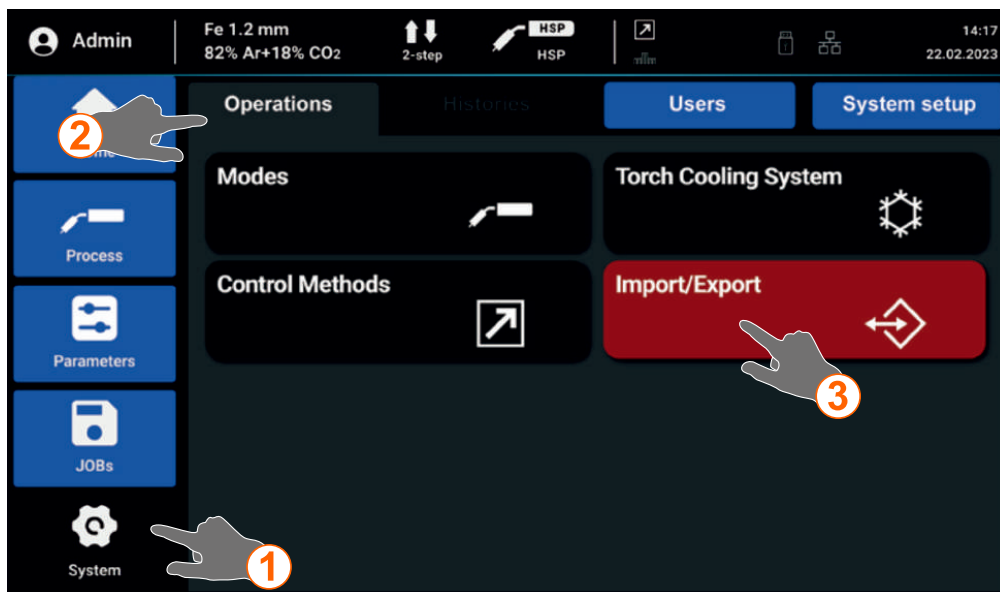 Admin
Fe 1.2 mm
82% Ar+18% CO2
2-step
HSP
HSP
14:17
22.02.2023
Operations
Histories
Users
System setup
2
Modes
Torch Cooling System
Process
Control Methods
Import/Export
Parameters
3
JOBs
System
1